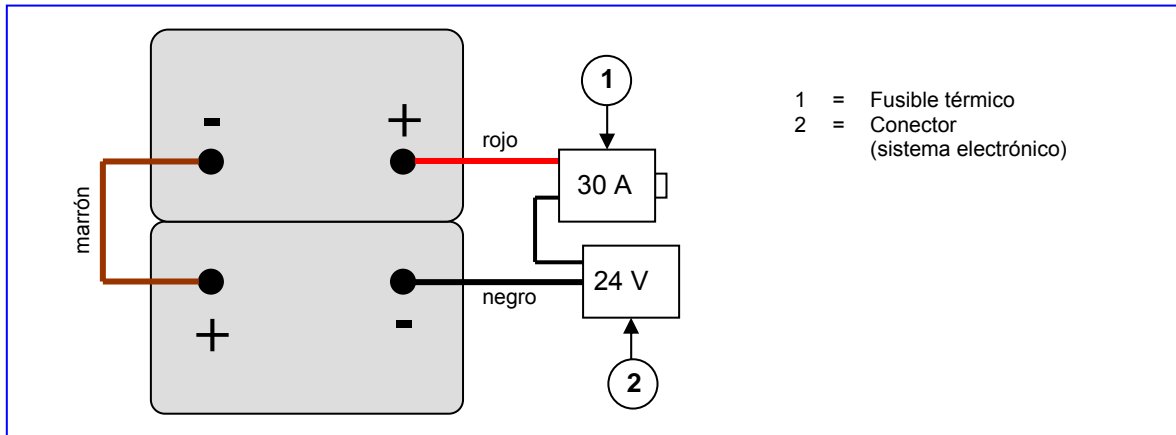 - +
rojo
marrón
+ -
negro
1
30 A
24 V
2
1 = Fusible térmico
2 = Conector
(sistema electrónico)